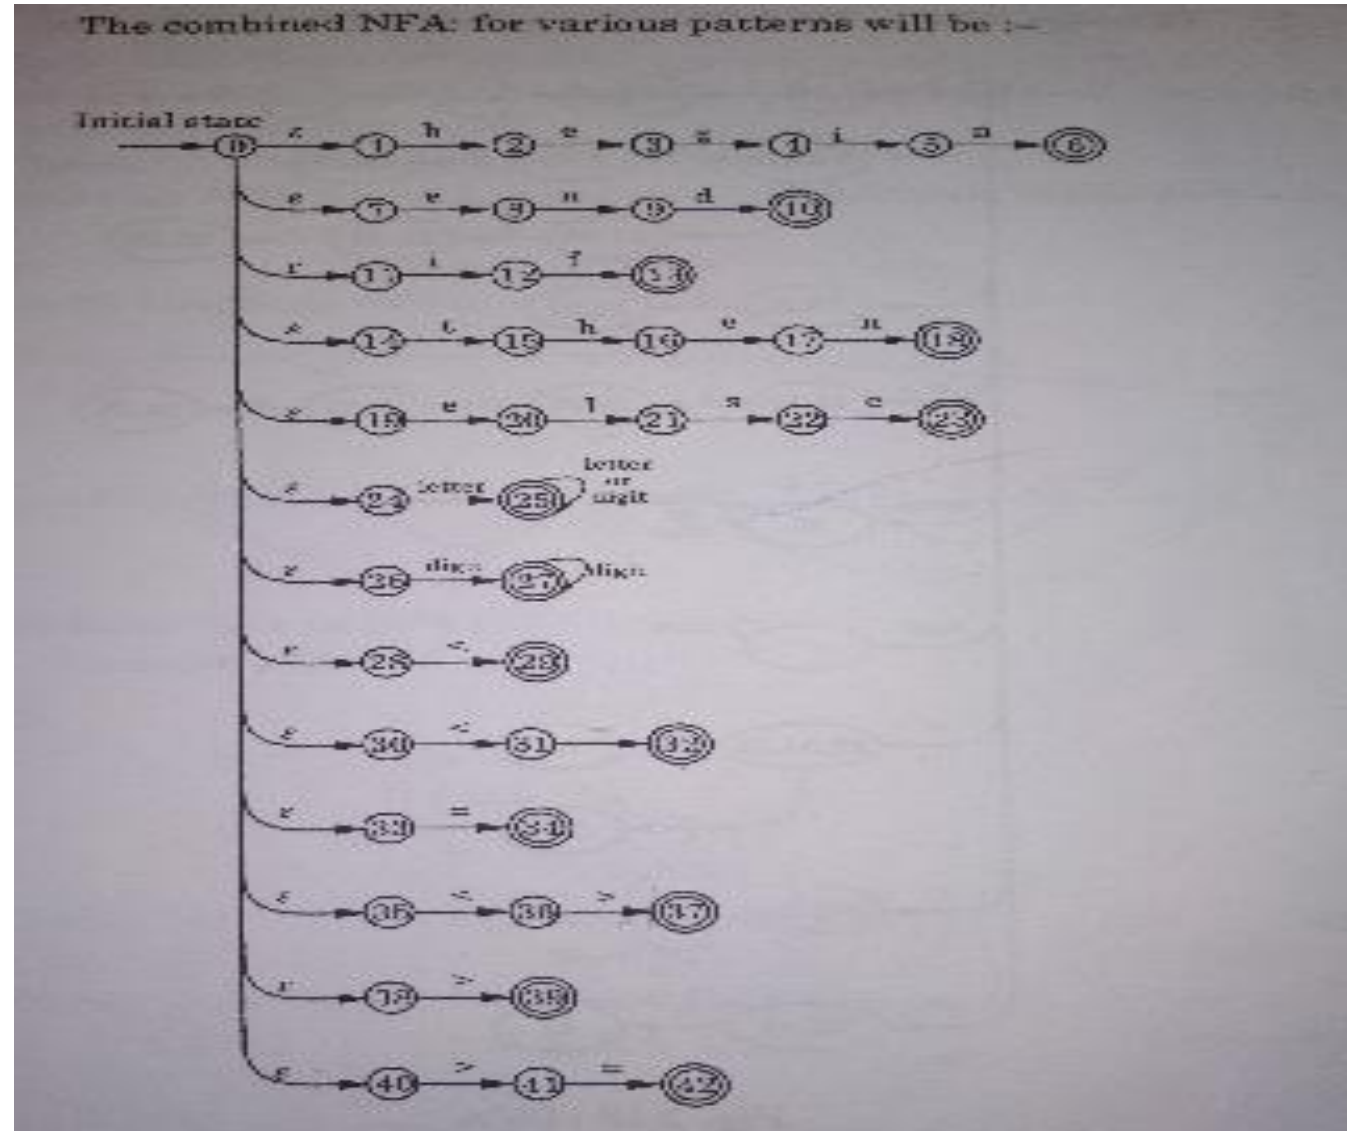 The combined NFA: for various patterns will be :–
Initial state
0 ε 1 h 2 e 3 g 4 i 5 n 6
ε 7 e 8 n 9 d 10
ε 11 i 12 f 13
ε 14 t 15 h 16 e 17 n 18
ε 19 e 20 l 21 s 22 e 23
letter
ε 24 letter 25 or
digit
ε 26 digit 27 digit
ε 28 < 29
ε 30 < 31 32
ε 33 = 34
ε 35 < 36 > 37
ε 38 > 39
ε 40 > 41 = 42